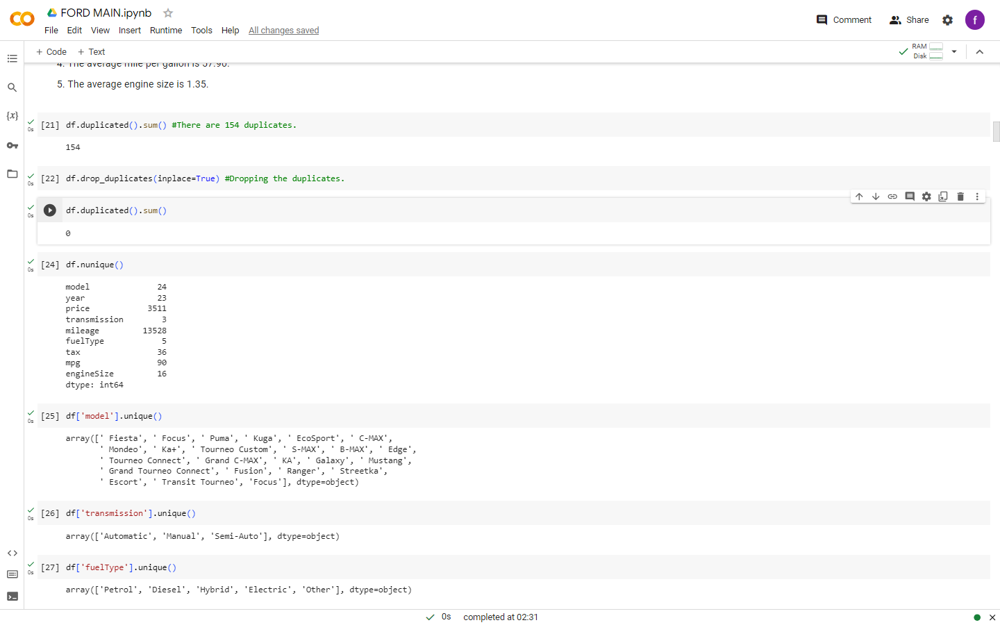 FORD MAIN.ipynb
File Edit View Insert Runtime Tools Help All changes saved
Comment Share f
+ Code + Text
RAM
Disk
4. The average mile per gallon is 57.90.
5. The average engine size is 1.35.
[21] df.duplicated().sum() #There are 154 duplicates.
0s
154
[22] df.drop_duplicates(inplace=True) #Dropping the duplicates.
0s
df.duplicated().sum()
0s
0
[24] df.nunique()
0s
model 24
year 23
price 3511
transmission 3
mileage 13528
fuelType 5
tax 36
mpg 90
engineSize 16
dtype: int64
[25] df['model'].unique()
0s
array([' Fiesta', ' Focus', ' Puma', ' Kuga', ' EcoSport', ' C-MAX',
' Mondeo', ' Ka+', ' Tourneo Custom', ' S-MAX', ' B-MAX', ' Edge',
' Tourneo Connect', ' Grand C-MAX', ' KA', ' Galaxy', ' Mustang',
' Grand Tourneo Connect', ' Fusion', ' Ranger', ' Streetka',
' Escort', ' Transit Tourneo', 'Focus'], dtype=object)
[26] df['transmission'].unique()
0s
array(['Automatic', 'Manual', 'Semi-Auto'], dtype=object)
[27] df['fuelType'].unique()
0s
array(['Petrol', 'Diesel', 'Hybrid', 'Electric', 'Other'], dtype=object)
0s completed at 02:31